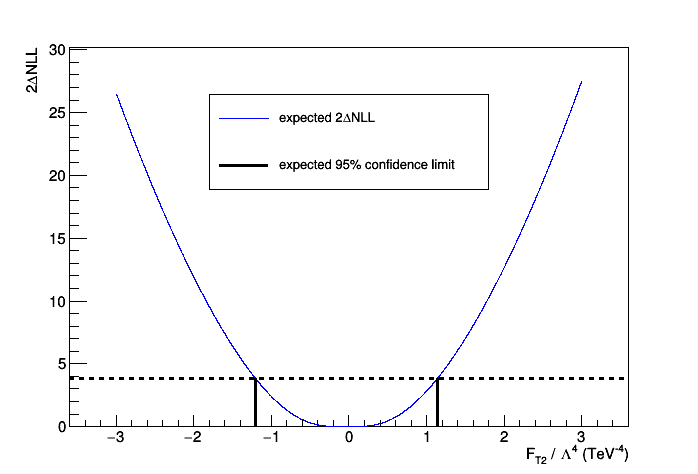 2ΔNLL
30
25
20
15
10
5
0
expected 2ΔNLL
expected 95% confidence limit
−3 −2 −1 0 1 2 3
F_T2 / Λ^4 (TeV^-4)